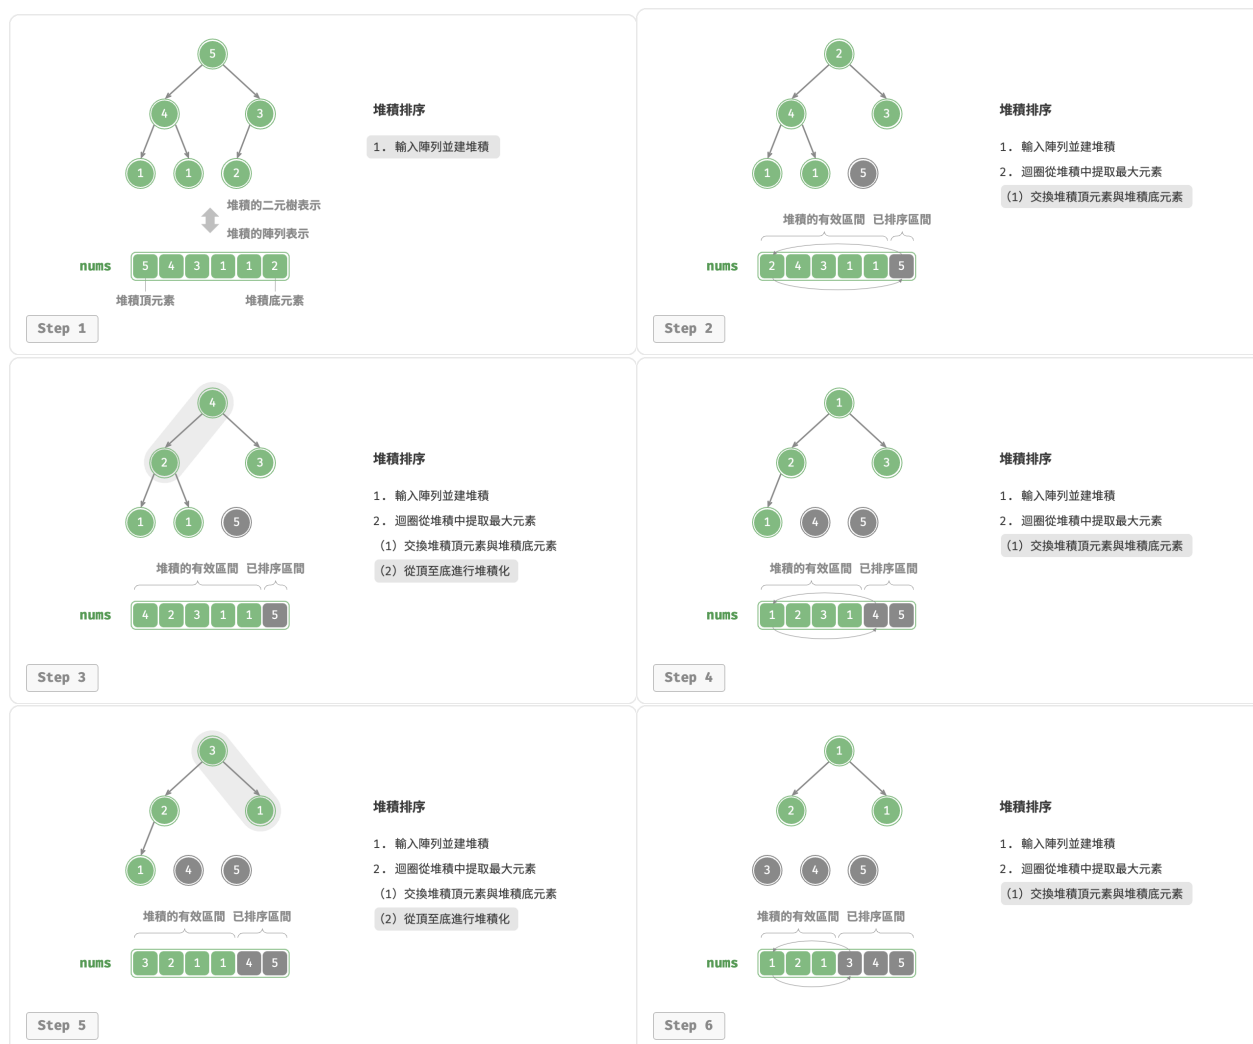 5
堆積排序
4 3
1. 輸入陣列並建堆積
1 1 2
堆積的二元樹表示
堆積的陣列表示
nums 5 4 3 1 1 2
堆積頂元素 堆積底元素
Step 1
2
堆積排序
4 3
1. 輸入陣列並建堆積
1 1 5
2. 迴圈從堆積中提取最大元素
(1) 交換堆積頂元素與堆積底元素
堆積的有效區間 已排序區間
nums 2 4 3 1 1 5
Step 2
4
堆積排序
2 3
1. 輸入陣列並建堆積
1 1 5
2. 迴圈從堆積中提取最大元素
(1) 交換堆積頂元素與堆積底元素
(2) 從頂至底進行堆積化
堆積的有效區間 已排序區間
nums 4 2 3 1 1 5
Step 3
1
堆積排序
2 3
1. 輸入陣列並建堆積
1 4 5
2. 迴圈從堆積中提取最大元素
(1) 交換堆積頂元素與堆積底元素
堆積的有效區間 已排序區間
nums 1 2 3 1 4 5
Step 4
3
堆積排序
2 1
1. 輸入陣列並建堆積
1 4 5
2. 迴圈從堆積中提取最大元素
(1) 交換堆積頂元素與堆積底元素
(2) 從頂至底進行堆積化
堆積的有效區間 已排序區間
nums 3 2 1 1 4 5
Step 5
1
堆積排序
2 1
1. 輸入陣列並建堆積
3 4 5
2. 迴圈從堆積中提取最大元素
(1) 交換堆積頂元素與堆積底元素
堆積的有效區間 已排序區間
nums 1 2 1 3 4 5
Step 6